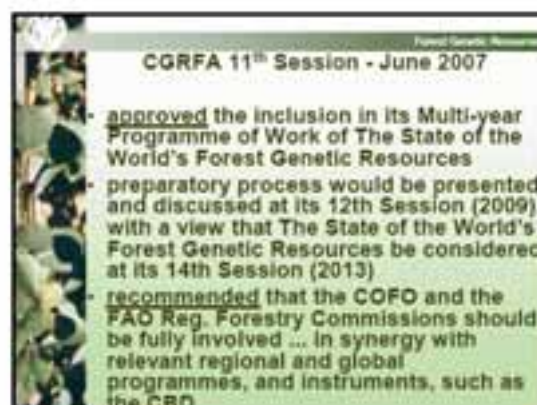 Forest Genetic Resources
CGRFA 11th Session - June 2007
• approved the inclusion in its Multi-year
Programme of Work of The State of the
World's Forest Genetic Resources
• preparatory process would be presented
and discussed at its 12th Session (2009)
with a view that The State of the World's
Forest Genetic Resources be considered
at its 14th Session (2013)
• recommended that the COFO and the
FAO Reg. Forestry Commissions should
be fully involved ... In synergy with
relevant regional and global
programmes, and instruments, such as
the CBD